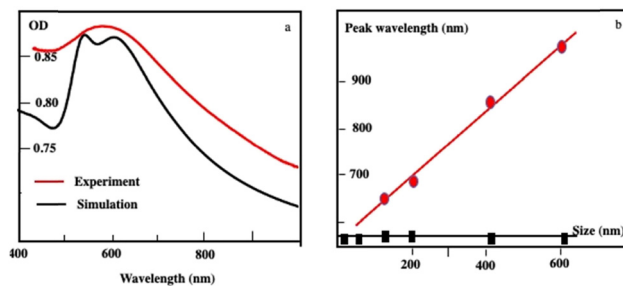 OD
a
0.85
0.80
0.75
Experiment
Simulation
400
600
800
Wavelength (nm)
Peak wavelength (nm)
b
900
800
700
Size (nm)
200
400
600